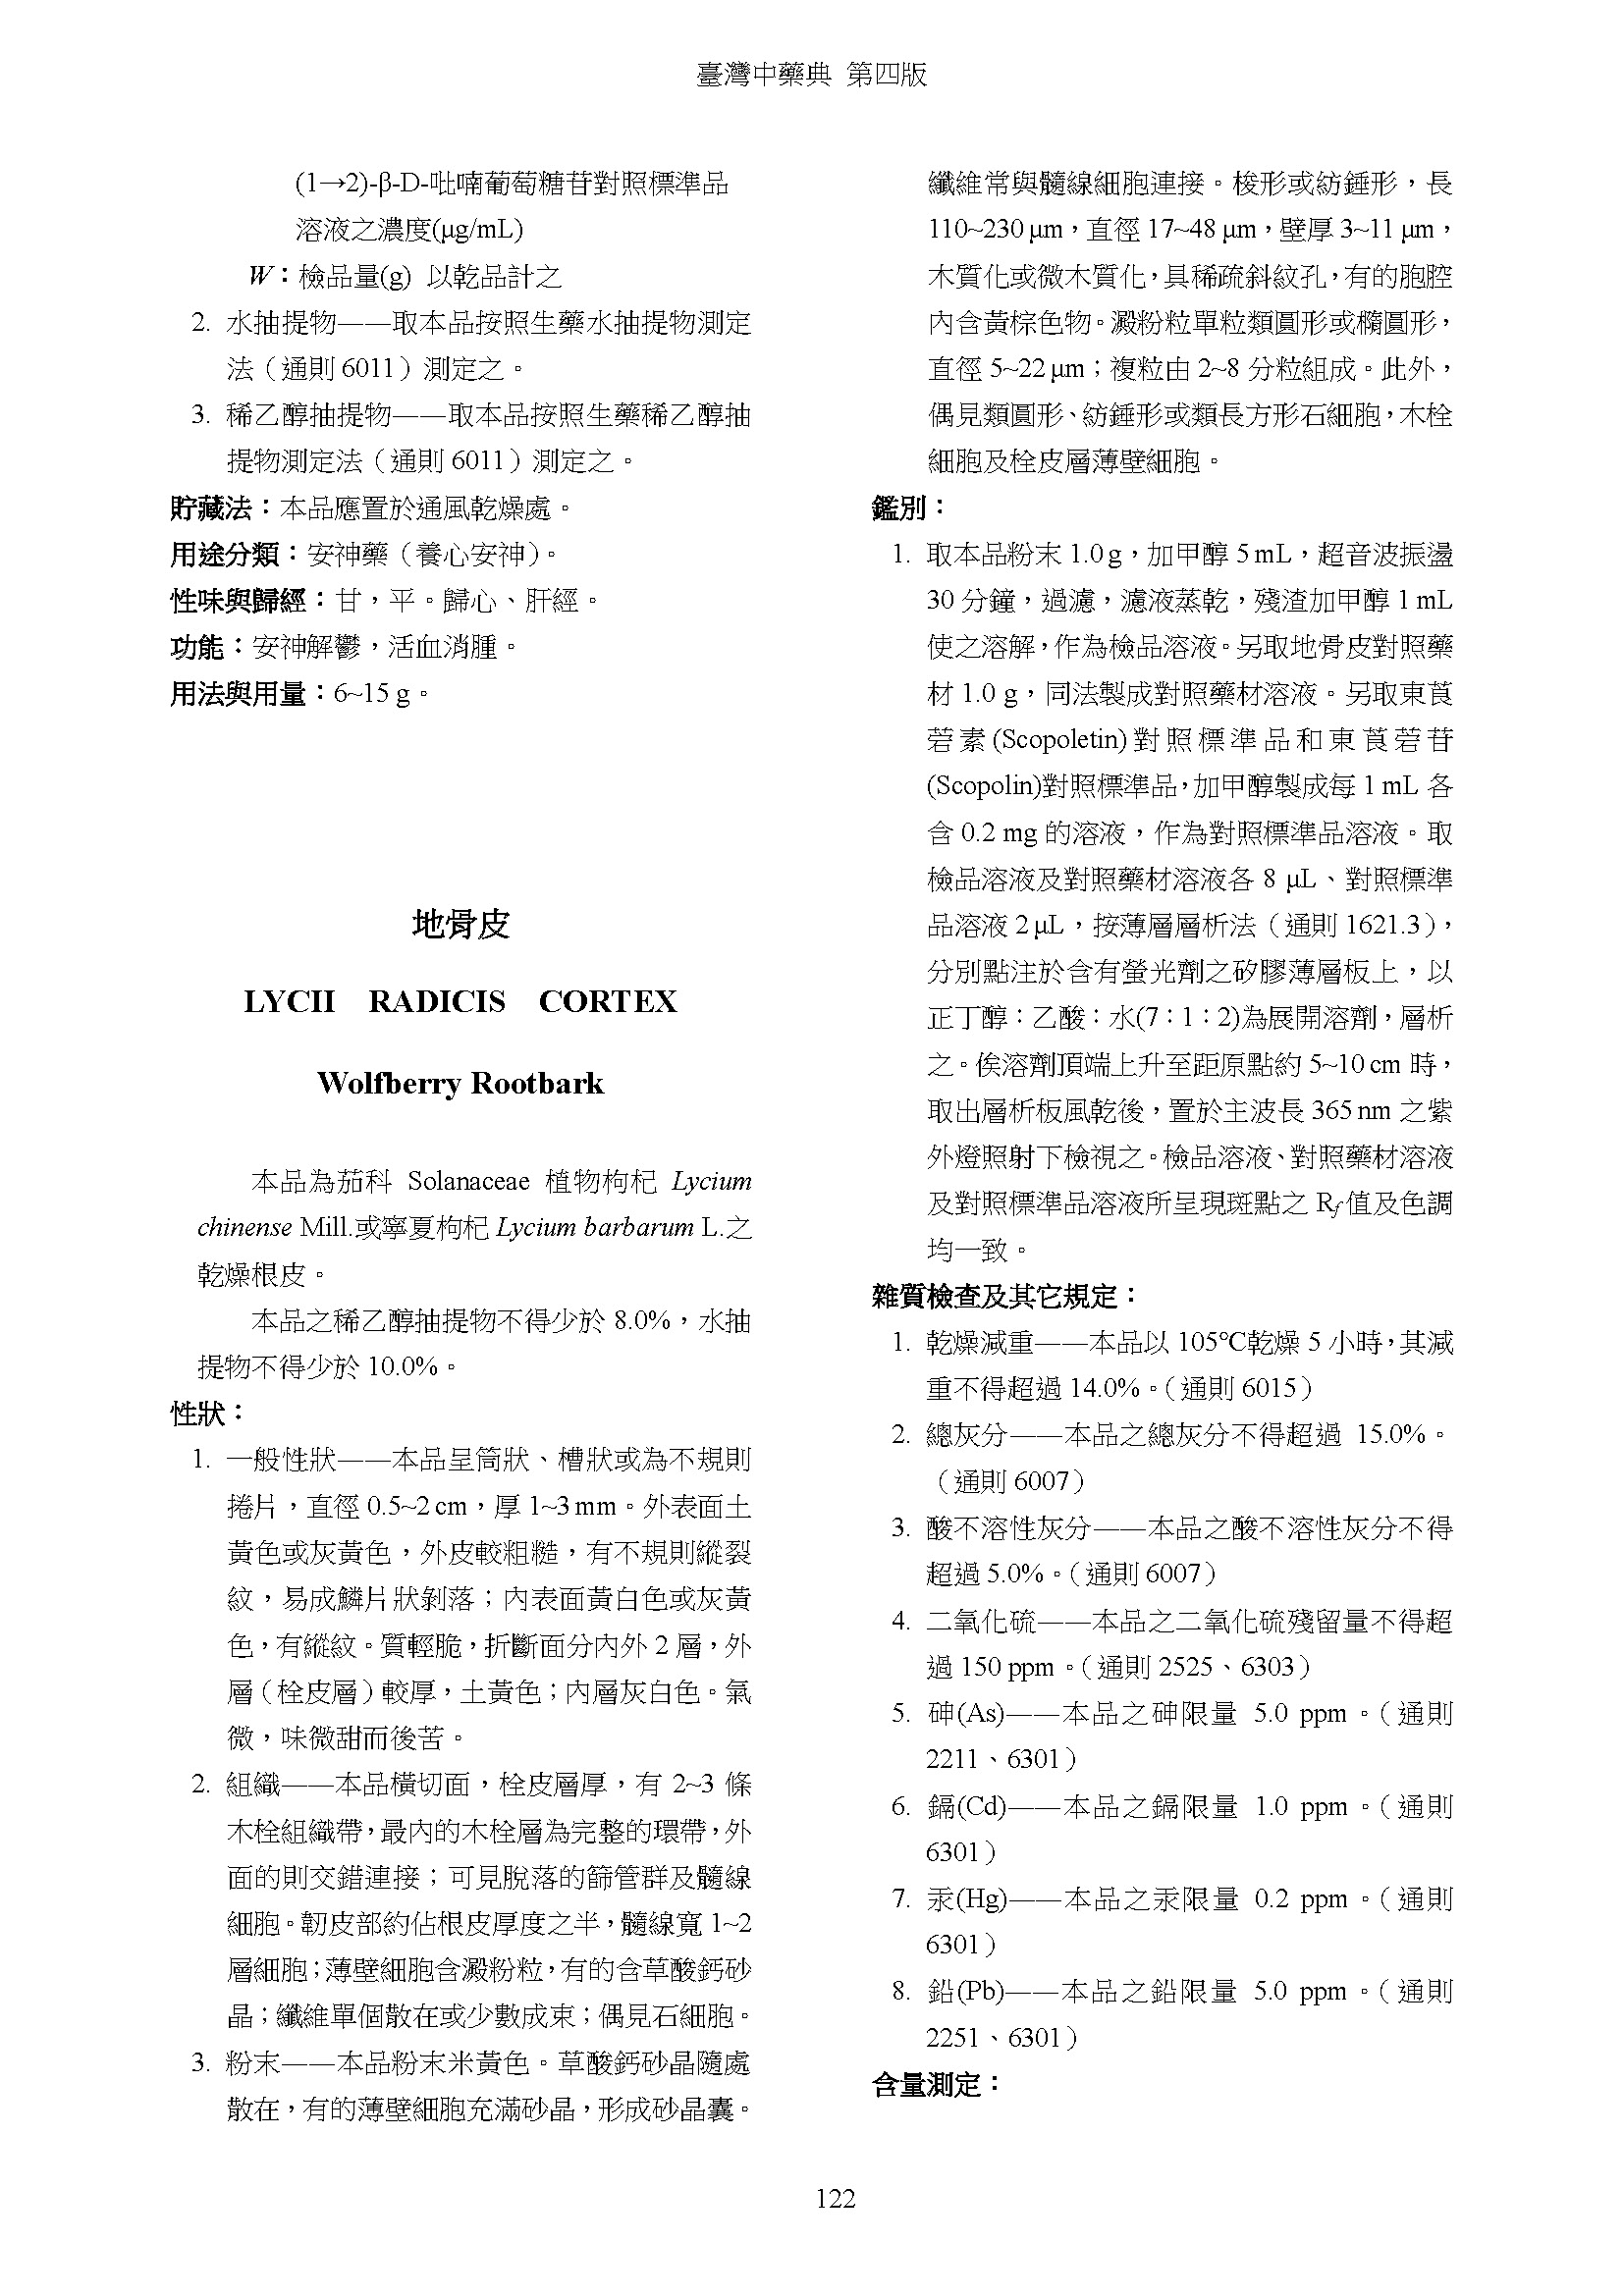 臺灣中藥典 第四版
(1→2)-β-D-吡喃葡萄糖苷對照標準品
溶液之濃度(μg/mL)
W：檢品量(g) 以乾品計之
2. 水抽提物——取本品按照生藥水抽提物測定
法（通則 6011）測定之。
3. 稀乙醇抽提物——取本品按照生藥稀乙醇抽
提物測定法（通則 6011）測定之。
貯藏法：本品應置於通風乾燥處。
用途分類：安神藥（養心安神）。
性味與歸經：甘，平。歸心、肝經。
功能：安神解鬱，活血消腫。
用法與用量：6~15 g。
地骨皮
LYCII RADICIS CORTEX
Wolfberry Rootbark
本品為茄科 Solanaceae 植物枸杞 Lycium
chinense Mill.或寧夏枸杞 Lycium barbarum L.之
乾燥根皮。
本品之稀乙醇抽提物不得少於 8.0%，水抽
提物不得少於 10.0%。
性狀：
1. 一般性狀——本品呈筒狀、槽狀或為不規則
捲片，直徑 0.5~2 cm，厚 1~3 mm。外表面土
黃色或灰黃色，外皮較粗糙，有不規則縱裂
紋，易成鱗片狀剝落；內表面黃白色或灰黃
色，有縱紋。質輕脆，折斷面分內外 2 層，外
層（栓皮層）較厚，土黃色；內層灰白色。氣
微，味微甜而後苦。
2. 組織——本品橫切面，栓皮層厚，有 2~3 條
木栓組織帶，最內的木栓層為完整的環帶，外
面的則交錯連接；可見脫落的篩管群及髓線
細胞。韌皮部約佔根皮厚度之半，髓線寬 1~2
層細胞；薄壁細胞含澱粉粒，有的含草酸鈣砂
晶；纖維單個散在或少數成束；偶見石細胞。
3. 粉末——本品粉末米黃色。草酸鈣砂晶隨處
散在，有的薄壁細胞充滿砂晶，形成砂晶囊。
纖維常與髓線細胞連接。梭形或紡錘形，長
110~230 μm，直徑 17~48 μm，壁厚 3~11 μm，
木質化或微木質化，具稀疏斜紋孔，有的胞腔
內含黃棕色物。澱粉粒單粒類圓形或橢圓形，
直徑 5~22 μm；複粒由 2~8 分粒組成。此外，
偶見類圓形、紡錘形或類長方形石細胞，木栓
細胞及栓皮層薄壁細胞。
鑑別：
1. 取本品粉末 1.0 g，加甲醇 5 mL，超音波振盪
30 分鐘，過濾，濾液蒸乾，殘渣加甲醇 1 mL
使之溶解，作為檢品溶液。另取地骨皮對照藥
材 1.0 g，同法製成對照藥材溶液。另取東莨
菪素(Scopoletin)對照標準品和東莨菪苷
(Scopolin)對照標準品，加甲醇製成每 1 mL 各
含 0.2 mg 的溶液，作為對照標準品溶液。取
檢品溶液及對照藥材溶液各 8 μL、對照標準
品溶液 2 μL，按薄層層析法（通則 1621.3），
分別點注於含有螢光劑之矽膠薄層板上，以
正丁醇：乙酸：水(7：1：2)為展開溶劑，層析
之。俟溶劑頂端上升至距原點約 5~10 cm 時，
取出層析板風乾後，置於主波長 365 nm 之紫
外燈照射下檢視之。檢品溶液、對照藥材溶液
及對照標準品溶液所呈現斑點之 Rf 值及色調
均一致。
雜質檢查及其它規定：
1. 乾燥減重——本品以 105℃乾燥 5 小時，其減
重不得超過 14.0%。（通則 6015）
2. 總灰分——本品之總灰分不得超過 15.0%。
（通則 6007）
3. 酸不溶性灰分——本品之酸不溶性灰分不得
超過 5.0%。（通則 6007）
4. 二氧化硫——本品之二氧化硫殘留量不得超
過 150 ppm。（通則 2525、6303）
5. 砷(As)——本品之砷限量 5.0 ppm。（通則
2211、6301）
6. 鎘(Cd)——本品之鎘限量 1.0 ppm。（通則
6301）
7. 汞(Hg)——本品之汞限量 0.2 ppm。（通則
6301）
8. 鉛(Pb)——本品之鉛限量 5.0 ppm。（通則
2251、6301）
含量測定：
122